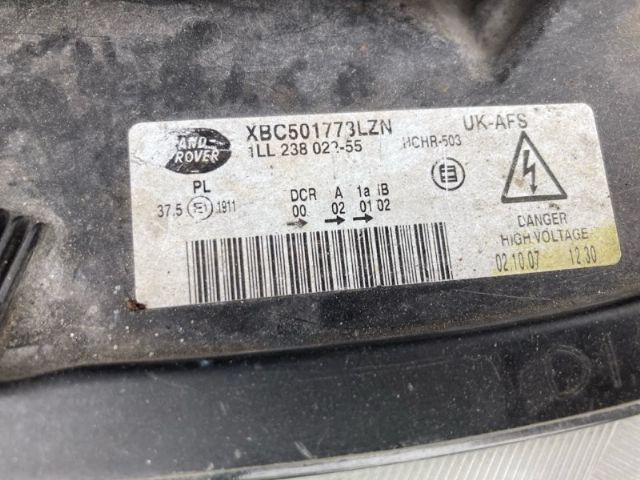 LAND ROVER
XBC501773LZN
UK-AFS
1LL 238 023-55
HCHR-503
PL
DCR A 1a B
37.5 E1 1911
00 02 01 02
DANGER
HIGH VOLTAGE
02.10.07 12.30